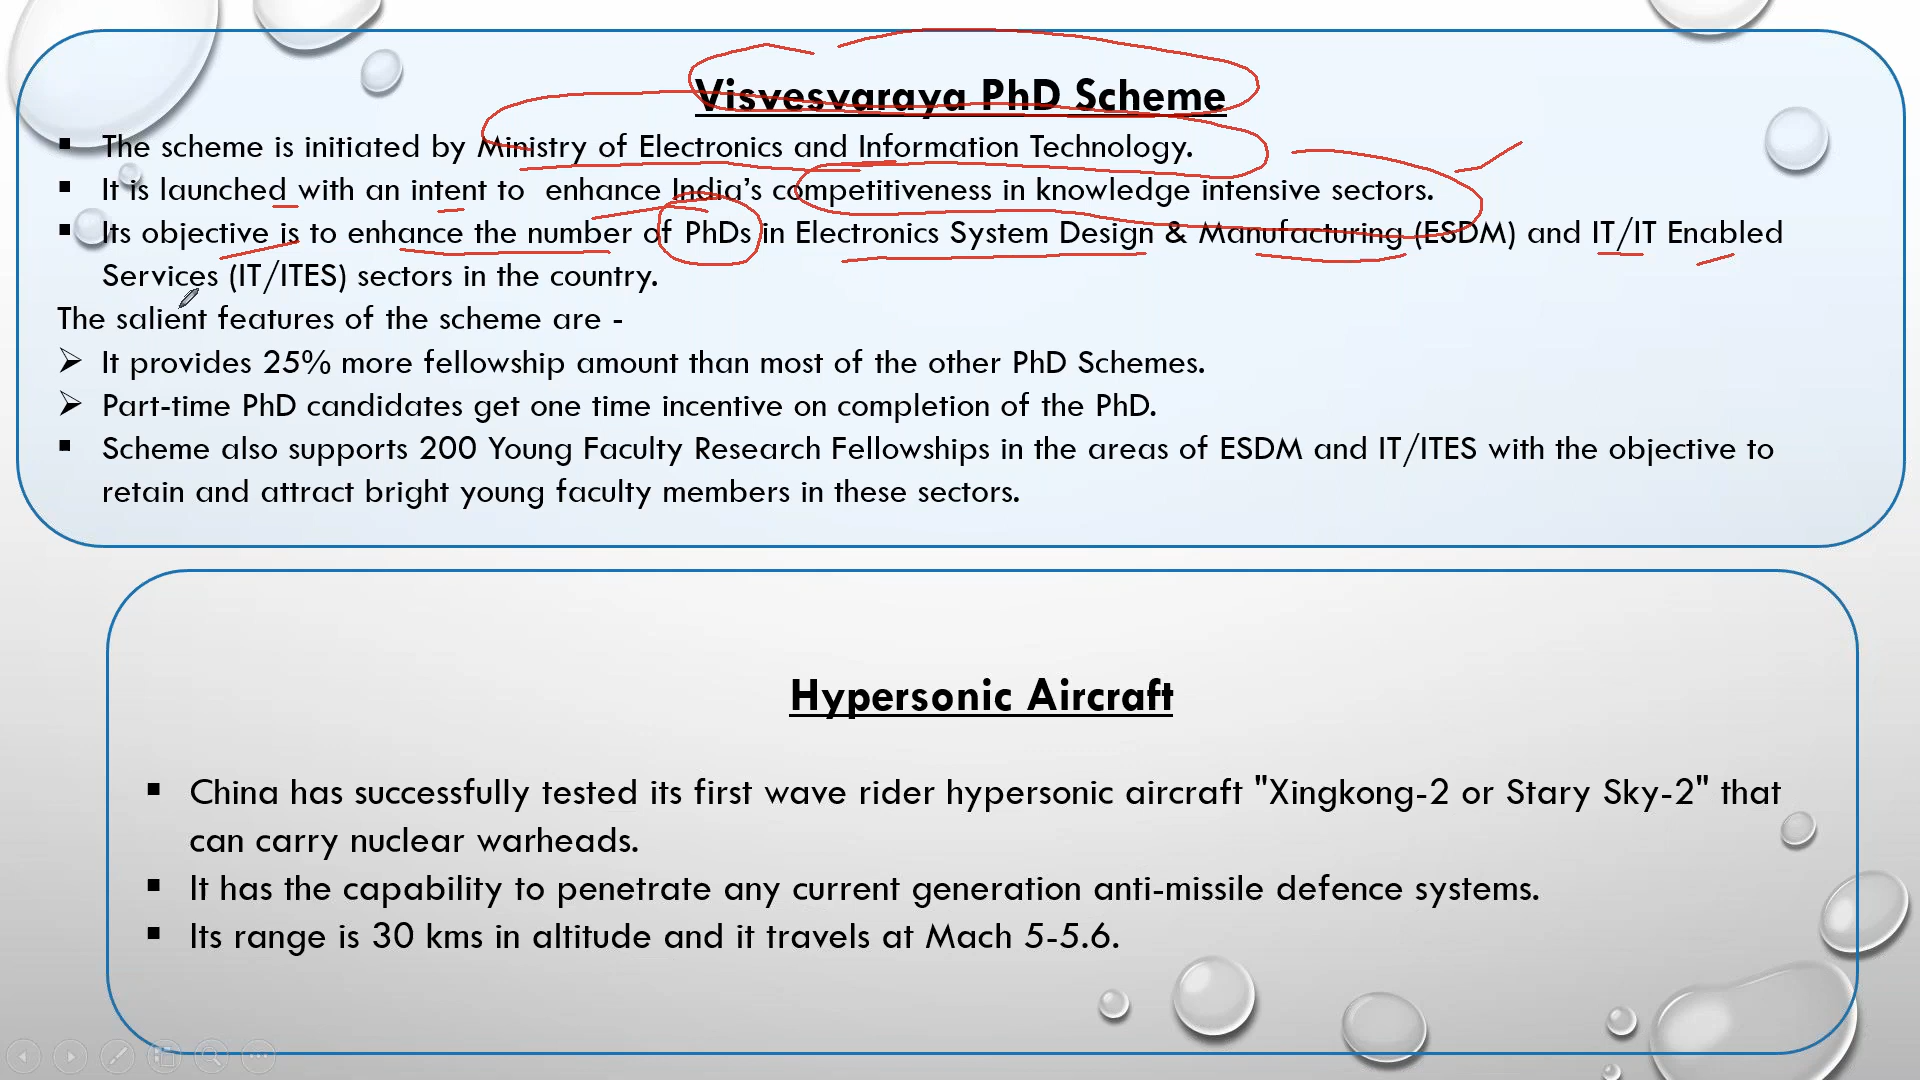 Visvesvaraya PhD Scheme
▪ The scheme is initiated by Ministry of Electronics and Information Technology.
▪ It is launched with an intent to enhance India's competitiveness in knowledge intensive sectors.
▪ Its objective is to enhance the number of PhDs in Electronics System Design & Manufacturing (ESDM) and IT/IT Enabled
Services (IT/ITES) sectors in the country.
The salient features of the scheme are -
➢ It provides 25% more fellowship amount than most of the other PhD Schemes.
➢ Part-time PhD candidates get one time incentive on completion of the PhD.
▪ Scheme also supports 200 Young Faculty Research Fellowships in the areas of ESDM and IT/ITES with the objective to
retain and attract bright young faculty members in these sectors.
Hypersonic Aircraft
▪ China has successfully tested its first wave rider hypersonic aircraft "Xingkong-2 or Stary Sky-2" that
can carry nuclear warheads.
▪ It has the capability to penetrate any current generation anti-missile defence systems.
▪ Its range is 30 kms in altitude and it travels at Mach 5-5.6.